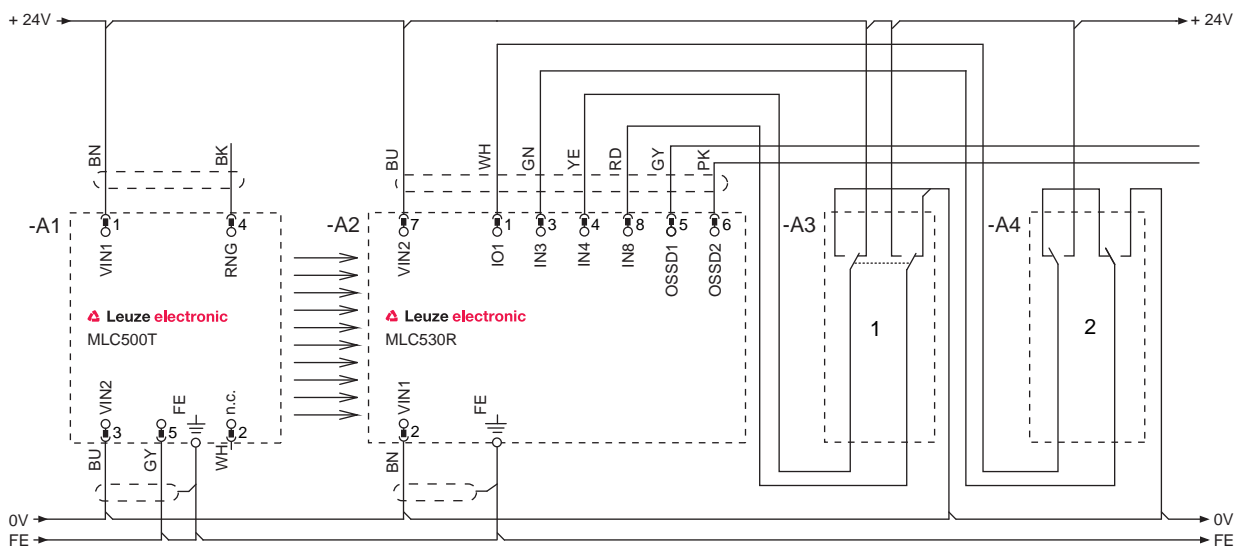 + 24V
+ 24V
BN
BK
BU
WH
GN
YE
RD
GY
PK
-A1
1
4
-A2
7
1
3
4
8
5
6
-A3
-A4
VIN1
RNG
VIN2
IO1
IN3
IN4
IN8
OSSD1
OSSD2
Leuze electronic
MLC500T
Leuze electronic
MLC530R
1
2
VIN2
FE
n.c.
VIN1
FE
3
5
2
2
BU
GY
WH
BN
0V
0V
FE
FE